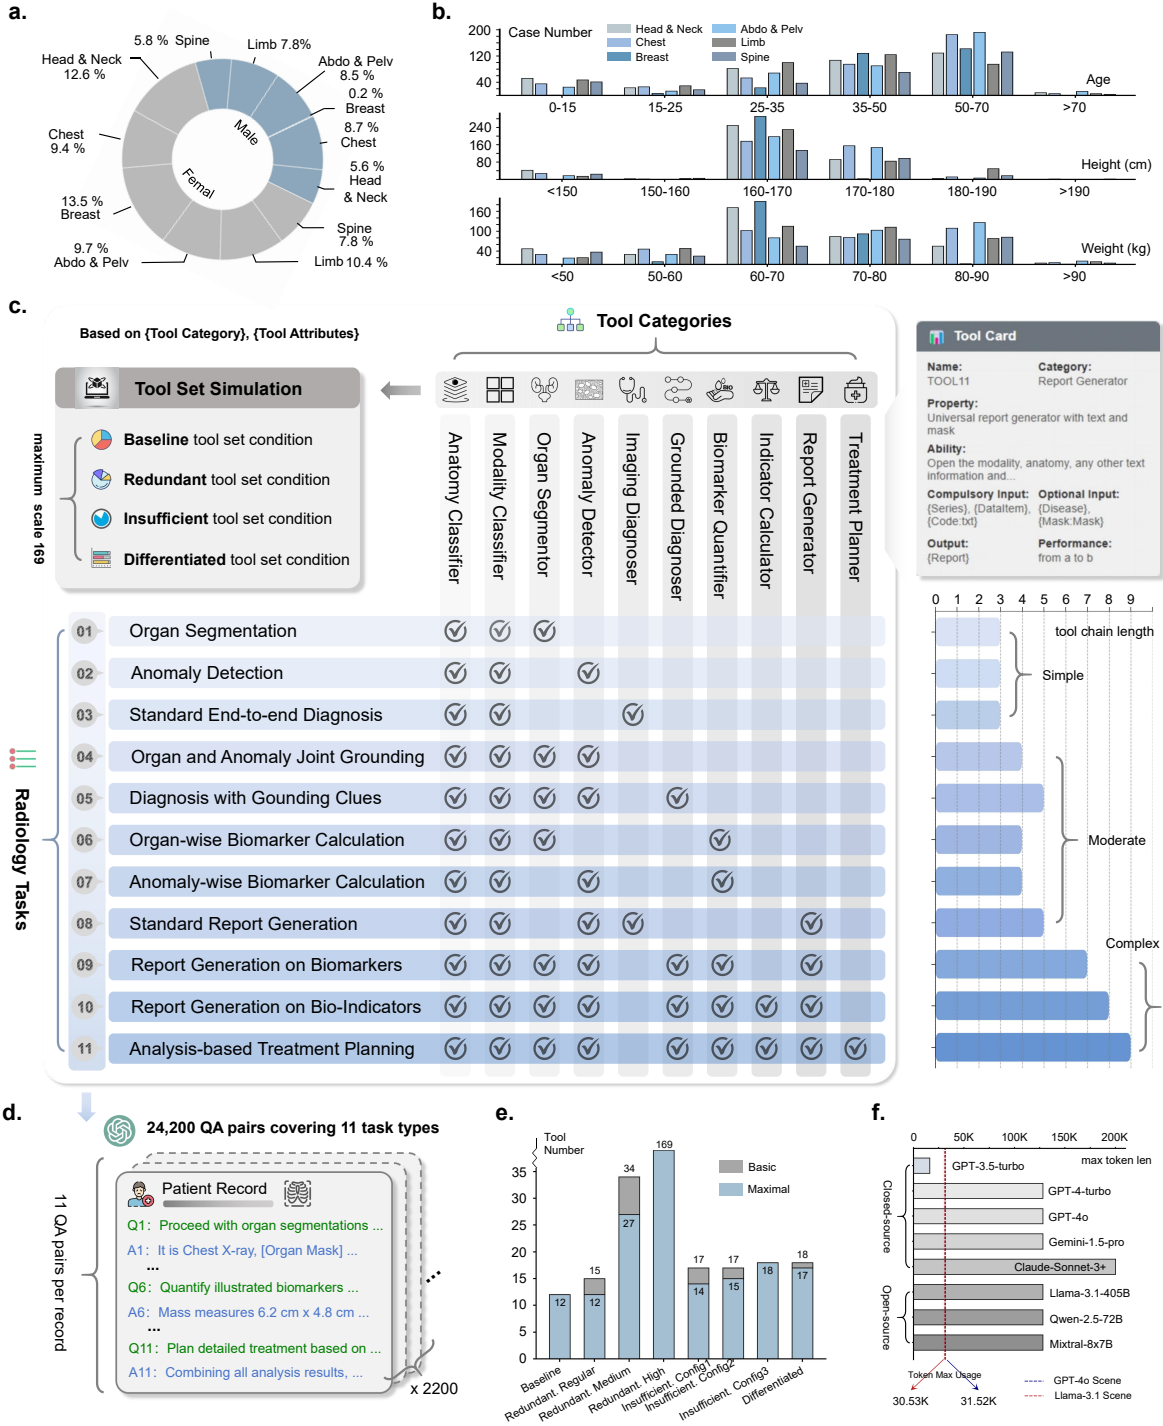 a.
5.8 % Spine
Limb 7.8%
Head & Neck
12.6 %
Abdo & Pelv
8.5 %
0.2 %
Breast
Male
8.7 %
Chest
Chest
9.4 %
5.6 %
Head
& Neck
Femal
13.5 %
Breast
Spine
7.8 %
9.7 %
Abdo & Pelv
Limb 10.4 %
b.
Case Number
Head & Neck
Chest
Breast
Abdo & Pelv
Limb
Spine
200
120
40
0-15 15-25 25-35 35-50 50-70 >70
Age
240
160
80
<150 150-160 160-170 170-180 180-190 >190
Height (cm)
160
100
40
<50 50-60 60-70 70-80 80-90 >90
Weight (kg)
c.
Based on {Tool Category}, {Tool Attributes}
Tool Set Simulation
maximum scale 169
Baseline tool set condition
Redundant tool set condition
Insufficient tool set condition
Differentiated tool set condition
Tool Categories
BIO
Anatomy Classifier
Modality Classifier
Organ Segmentor
Anomaly Detector
Imaging Diagnoser
Grounded Diagnoser
Biomarker Quantifier
Indicator Calculator
Report Generator
Treatment Planner
Tool Card
Name:
TOOL11
Category:
Report Generator
Property:
Universal report generator with text and
mask
Ability:
Open the modality, anatomy, any other text
information and...
Compulsory Input:
{Series}, {DataItem},
{Code:txt}
Optional Input:
{Disease},
{Mask:Mask}
Output:
{Report}
Performance:
from a to b
Radiology Tasks
01 Organ Segmentation
02 Anomaly Detection
03 Standard End-to-end Diagnosis
04 Organ and Anomaly Joint Grounding
05 Diagnosis with Gounding Clues
06 Organ-wise Biomarker Calculation
07 Anomaly-wise Biomarker Calculation
08 Standard Report Generation
09 Report Generation on Biomarkers
10 Report Generation on Bio-Indicators
11 Analysis-based Treatment Planning
0 1 2 3 4 5 6 7 8 9
tool chain length
Simple
Moderate
Complex
d.
24,200 QA pairs covering 11 task types
11 QA pairs per record
Patient Record
Q1: Proceed with organ segmentations ...
A1: It is Chest X-ray, [Organ Mask] ...
...
Q6: Quantify illustrated biomarkers ...
A6: Mass measures 6.2 cm x 4.8 cm ...
...
Q11: Plan detailed treatment based on ...
A11: Combining all analysis results, ...
...
x 2200
e.
Tool
Number
169
Basic
Maximal
35
30
25
20
15
10
5
0
12
15
12
34
27
17
14
17
15
18
18
17
Baseline
Redundant. Regular
Redundant. Medium
Redundant. High
Insufficient. Config1
Insufficient. Config2
Insufficient. Config3
Differentiated
f.
0 50K 100K 150K 200K
max token len
Closed-source
GPT-3.5-turbo
GPT-4-turbo
GPT-4o
Gemini-1.5-pro
Claude-Sonnet-3+
Open-source
Llama-3.1-405B
Qwen-2.5-72B
Mixtral-8x7B
Token Max Usage
30.53K
31.52K
GPT-4o Scene
Llama-3.1 Scene